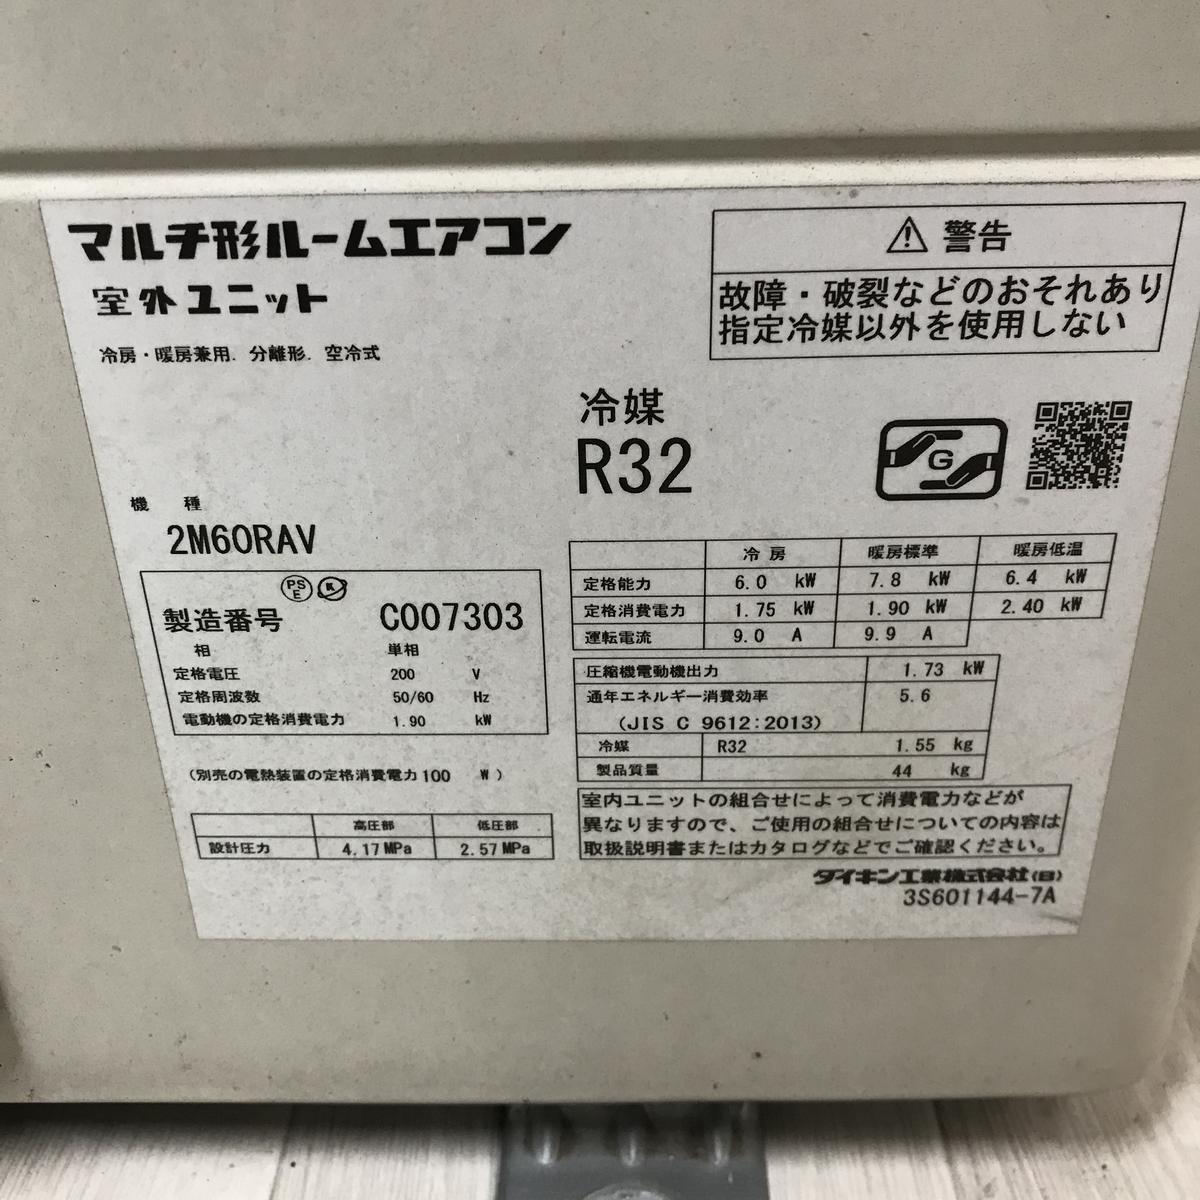 マルチ形ルームエアコン
室外ユニット
冷房・暖房兼用. 分離形. 空冷式
警告
故障・破裂などのおそれあり
指定冷媒以外を使用しない
冷媒
R32
G
機 種
2M60RAV
PS
E
製造番号 C007303
相 単相
定格電圧 200 V
定格周波数 50/60 Hz
電動機の定格消費電力 1.90 kW
(別売の電熱装置の定格消費電力100 W)
高圧部 低圧部
設計圧力 4.17MPa 2.57MPa
冷房 暖房標準 暖房低温
定格能力 6.0 kW 7.8 kW 6.4 kW
定格消費電力 1.75 kW 1.90 kW 2.40 kW
運転電流 9.0 A 9.9 A
圧縮機電動機出力 1.73 kW
通年エネルギー消費効率 5.6
(JIS C 9612:2013)
冷媒 R32 1.55 kg
製品質量 44 kg
室内ユニットの組合せによって消費電力などが
異なりますので、ご使用の組合せについての内容は
取扱説明書またはカタログなどでご確認ください。
ダイキン工業株式会社(日)
3S601144-7A